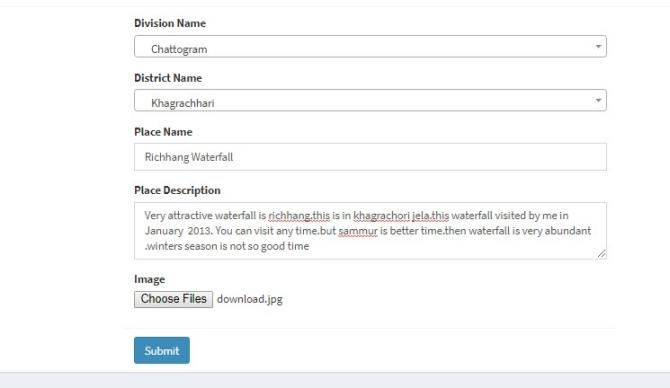 Division Name
Chattogram
District Name
Khagrachhari
Place Name
Richhang Waterfall
Place Description
Very attractive waterfall is richhang.this is in khagrachori jela.this waterfall visited by me in
January 2013. You can visit any time.but sammur is better time.then waterfall is very abundant
.winters season is not so good time
Image
Choose Files download.jpg
Submit